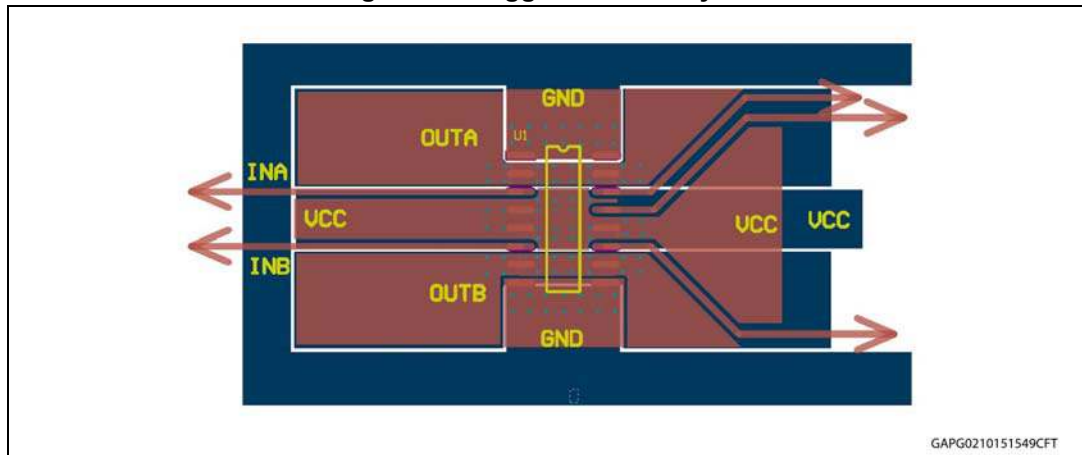 GND
U1
OUTA
INA
VCC
VCC
VCC
INB
OUTB
GND
GAPG0210151549CFT